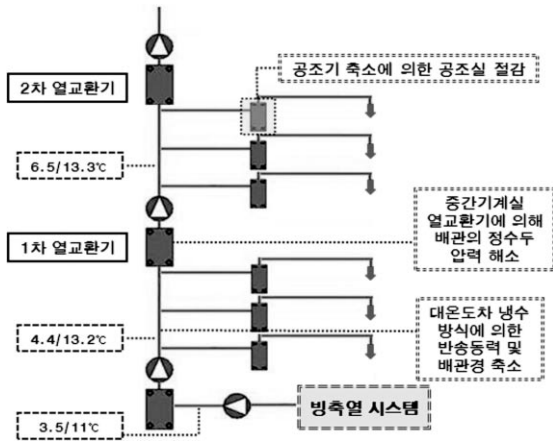 공조기 축소에 의한 공조실 절감
2차 열교환기
6.5/13.3℃
중간기계실
열교환기에 의해
배관의 정수두
압력 해소
1차 열교환기
대온도차 냉수
방식에 의한
반송동력 및
배관경 축소
4.4/13.2℃
빙축열 시스템
3.5/11℃